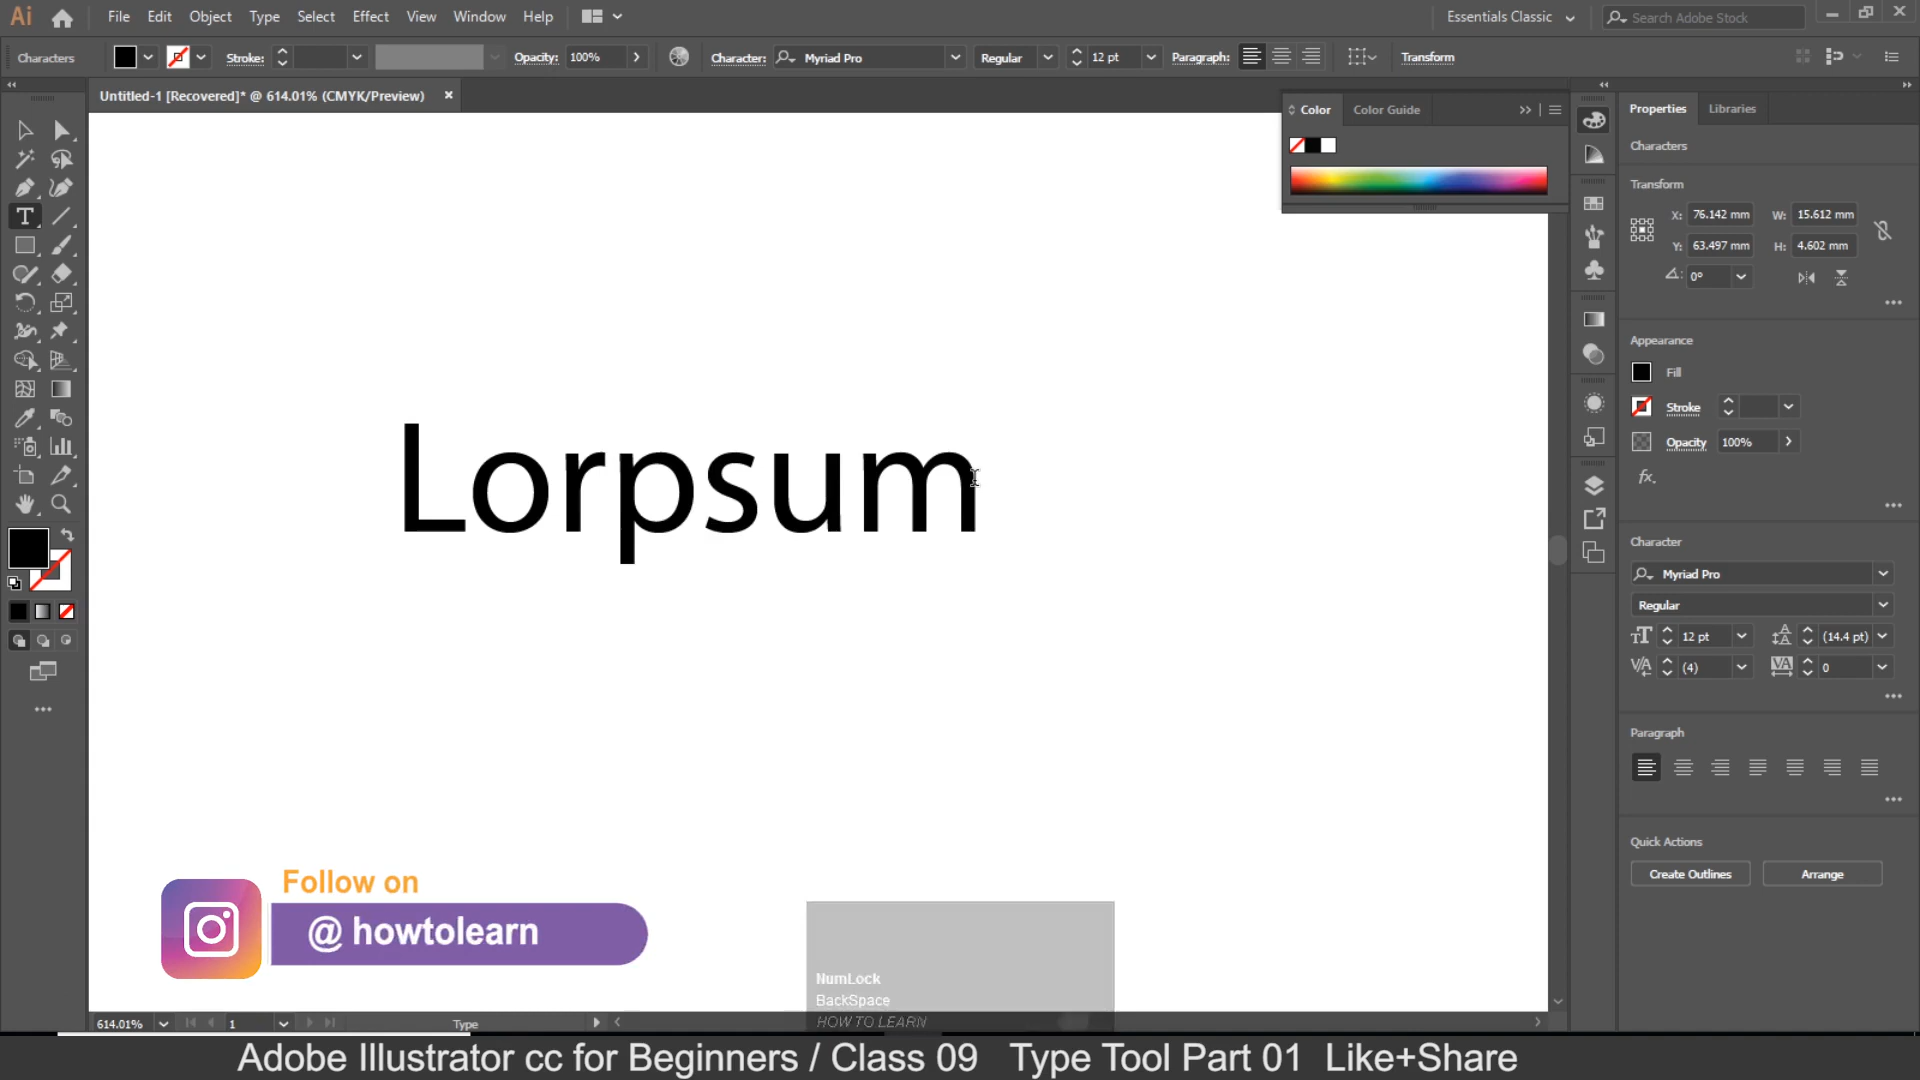 Ai File Edit Object Type Select Effect View Window Help Essentials Classic Search Adobe Stock
Characters Stroke: Opacity: 100% Character: Myriad Pro Regular 12 pt Paragraph: Transform
Untitled-1 [Recovered]* @ 614.01% (CMYK/Preview) ×
Color Color Guide
Properties Libraries
Characters
Transform
X: 76.142 mm W: 15.612 mm
Y: 63.497 mm H: 4.602 mm
0°
Appearance
Fill
Stroke
Opacity 100%
fx.
Character
Myriad Pro
Regular
12 pt (14.4 pt)
(4) 0
Paragraph
Quick Actions
Create Outlines Arrange
Lorpsum
Follow on
@ howtolearn
NumLock
BackSpace
HOW TO LEARN
614.01% 1 Type
Adobe Illustrator cc for Beginners / Class 09 Type Tool Part 01 Like+Share